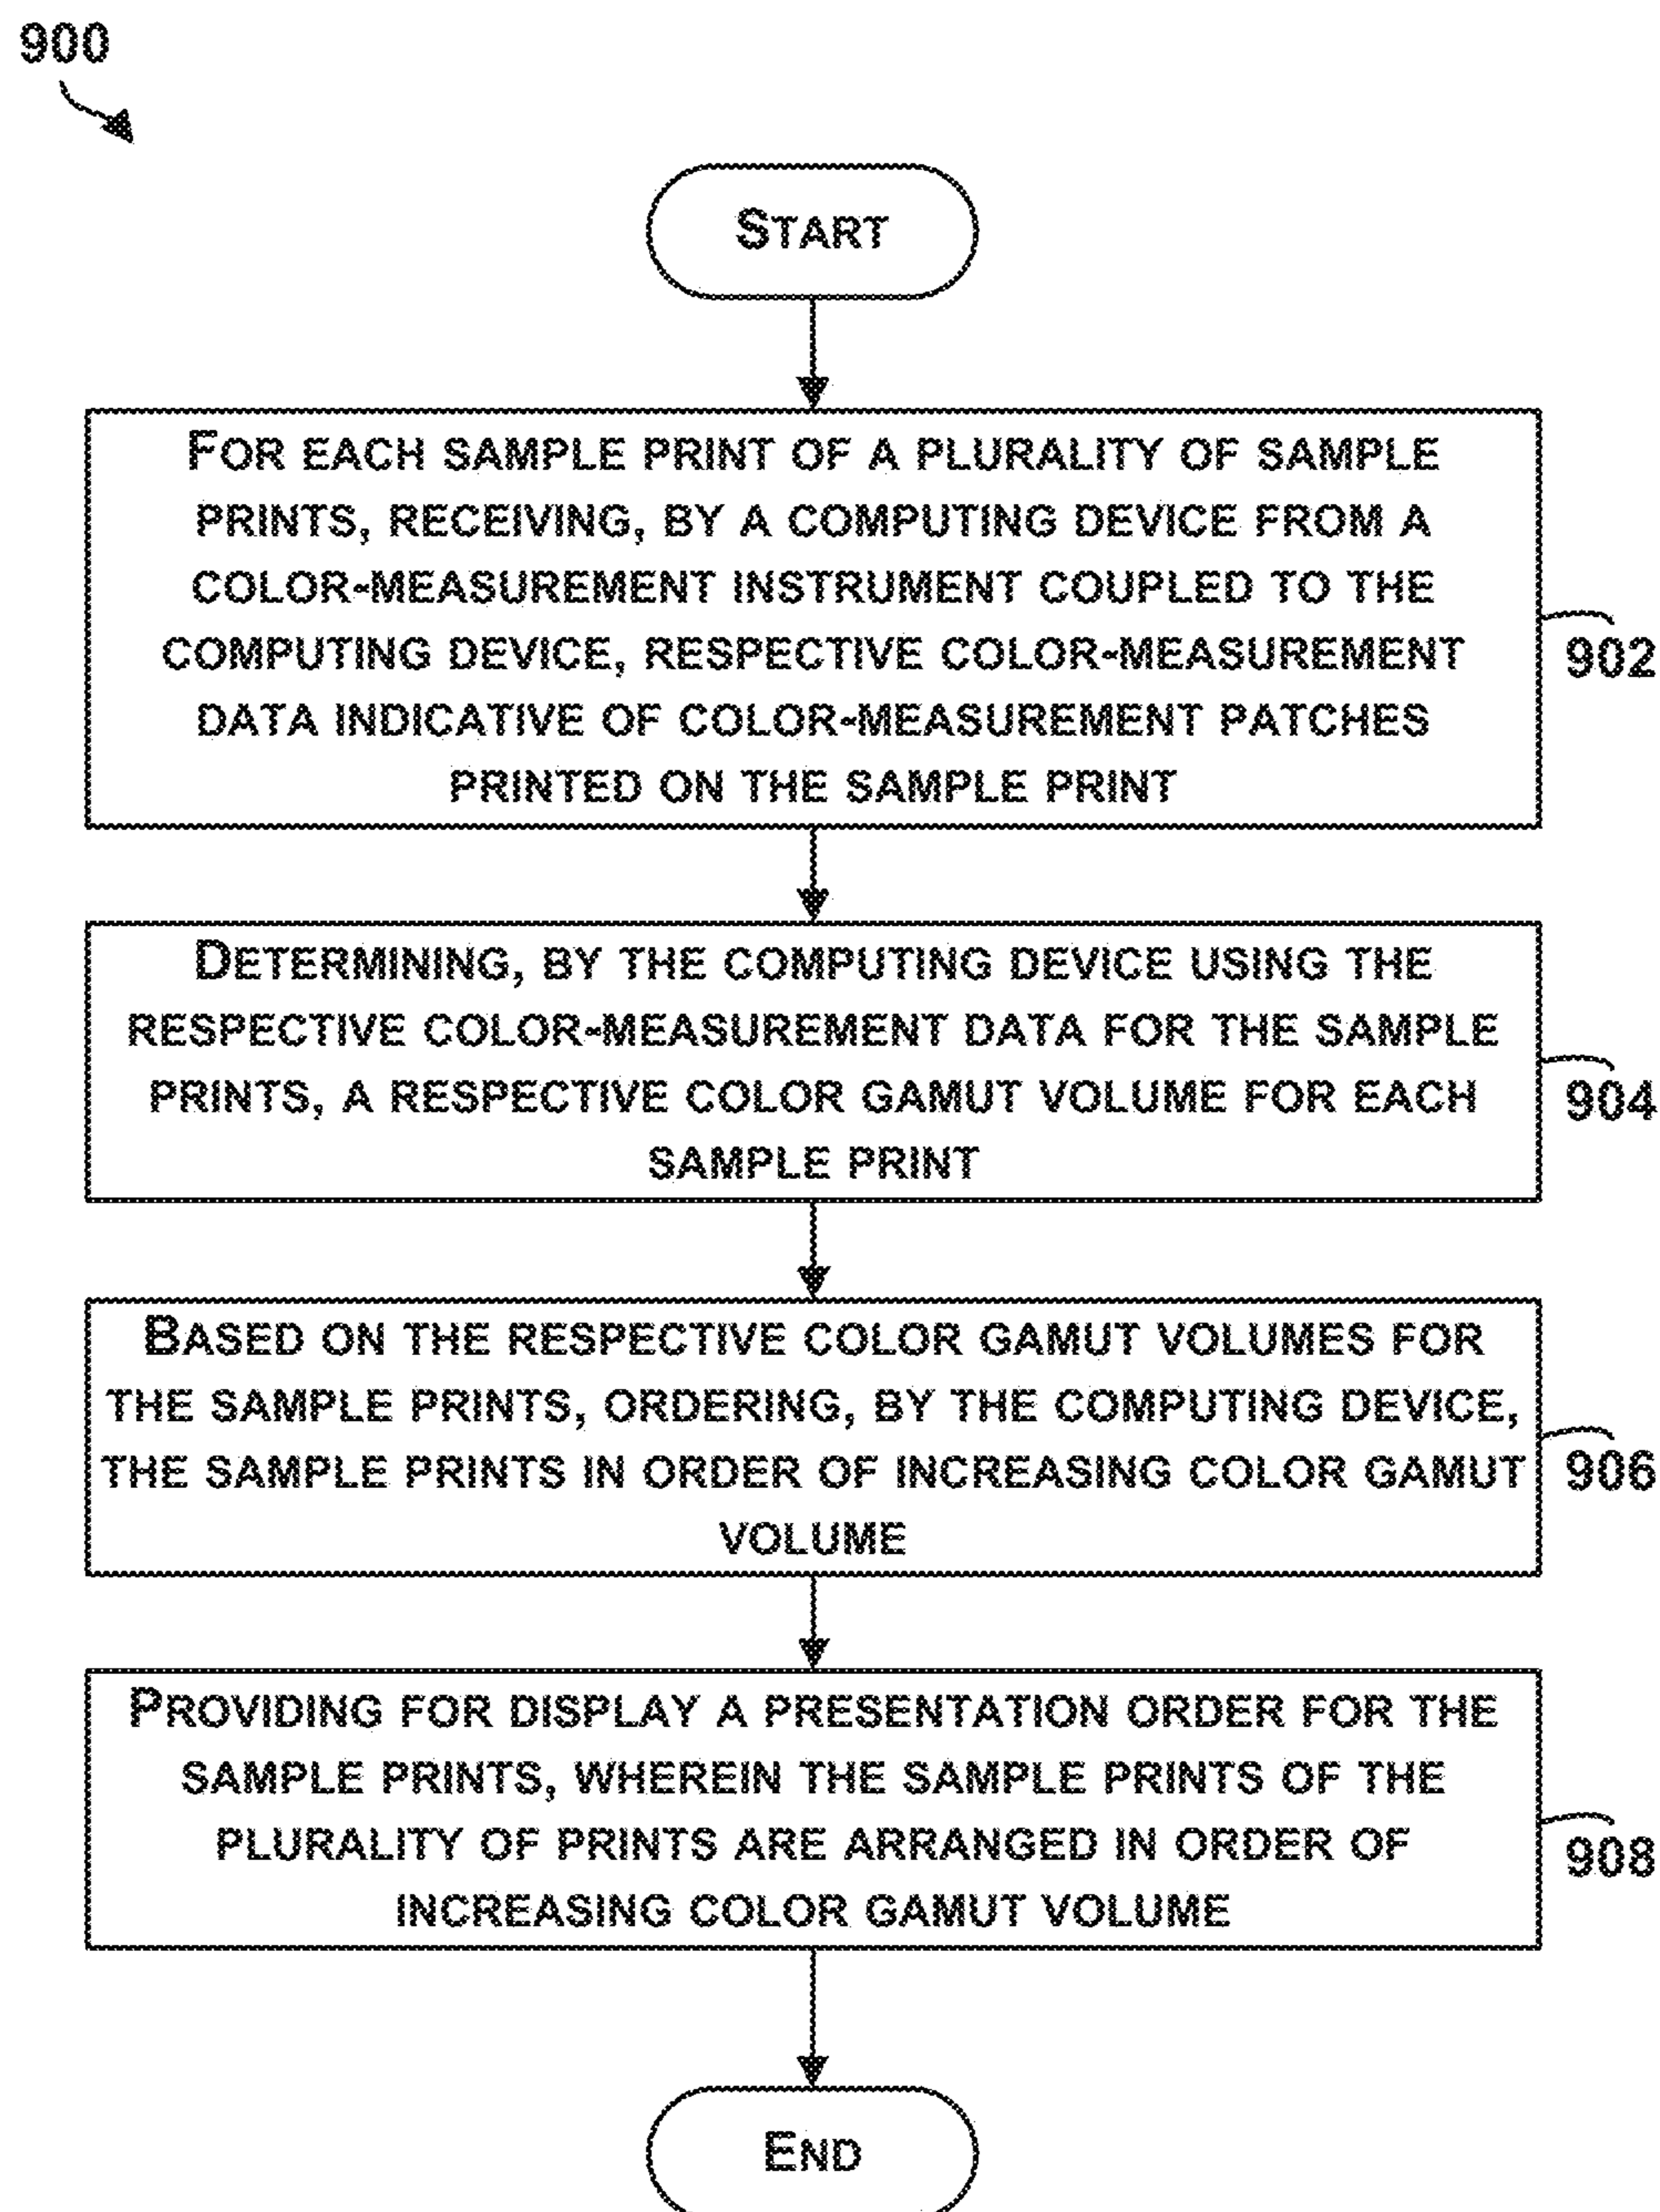 900
START
FOR EACH SAMPLE PRINT OF A PLURALITY OF SAMPLE
PRINTS, RECEIVING, BY A COMPUTING DEVICE FROM A
COLOR-MEASUREMENT INSTRUMENT COUPLED TO THE
COMPUTING DEVICE, RESPECTIVE COLOR-MEASUREMENT
DATA INDICATIVE OF COLOR-MEASUREMENT PATCHES
PRINTED ON THE SAMPLE PRINT
902
DETERMINING, BY THE COMPUTING DEVICE USING THE
RESPECTIVE COLOR-MEASUREMENT DATA FOR THE SAMPLE
PRINTS, A RESPECTIVE COLOR GAMUT VOLUME FOR EACH
SAMPLE PRINT
904
BASED ON THE RESPECTIVE COLOR GAMUT VOLUMES FOR
THE SAMPLE PRINTS, ORDERING, BY THE COMPUTING DEVICE,
THE SAMPLE PRINTS IN ORDER OF INCREASING COLOR GAMUT
VOLUME
906
PROVIDING FOR DISPLAY A PRESENTATION ORDER FOR THE
SAMPLE PRINTS, WHEREIN THE SAMPLE PRINTS OF THE
PLURALITY OF PRINTS ARE ARRANGED IN ORDER OF
INCREASING COLOR GAMUT VOLUME
908
END